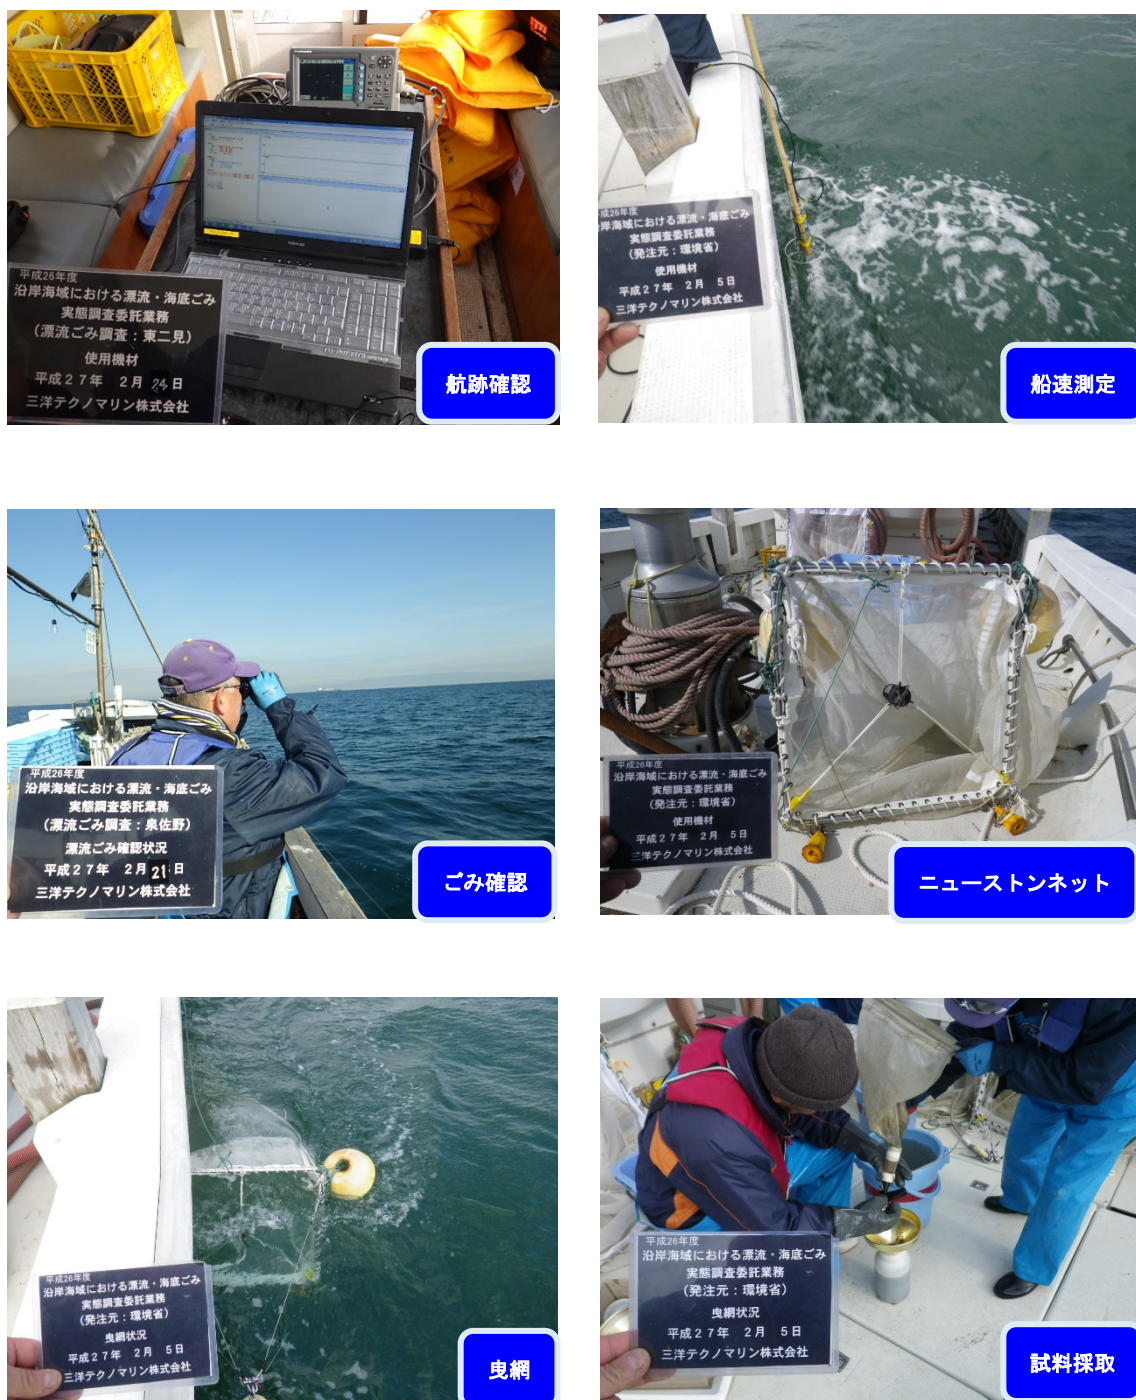 平成26年度
沿岸海域における漂流・海底ごみ
実態調査委託業務
（漂流ごみ調査：東二見）
使用機材
平成２７年　２月　24日
三洋テクノマリン株式会社
航跡確認
平成26年度
沿岸海域における漂流・海底ごみ
実態調査委託業務
（発注元：環境省）
使用機材
平成２７年　２月　５日
三洋テクノマリン株式会社
船速測定
平成26年度
沿岸海域における漂流・海底ごみ
実態調査委託業務
（漂流ごみ調査：泉佐野）
漂流ごみ確認状況
平成２７年　２月 21 日
三洋テクノマリン株式会社
ごみ確認
平成26年度
沿岸海域における漂流・海底ごみ
実態調査委託業務
（発注元：環境省）
使用機材
平成２７年　２月　５日
三洋テクノマリン株式会社
ニューストンネット
平成26年度
沿岸海域における漂流・海底ごみ
実態調査委託業務
（発注元：環境省）
曳網状況
平成２７年　２月　５日
三洋テクノマリン株式会社
曳網
平成26年度
沿岸海域における漂流・海底ごみ
実態調査委託業務
（発注元：環境省）
曳網状況
平成２７年　２月　５日
三洋テクノマリン株式会社
試料採取